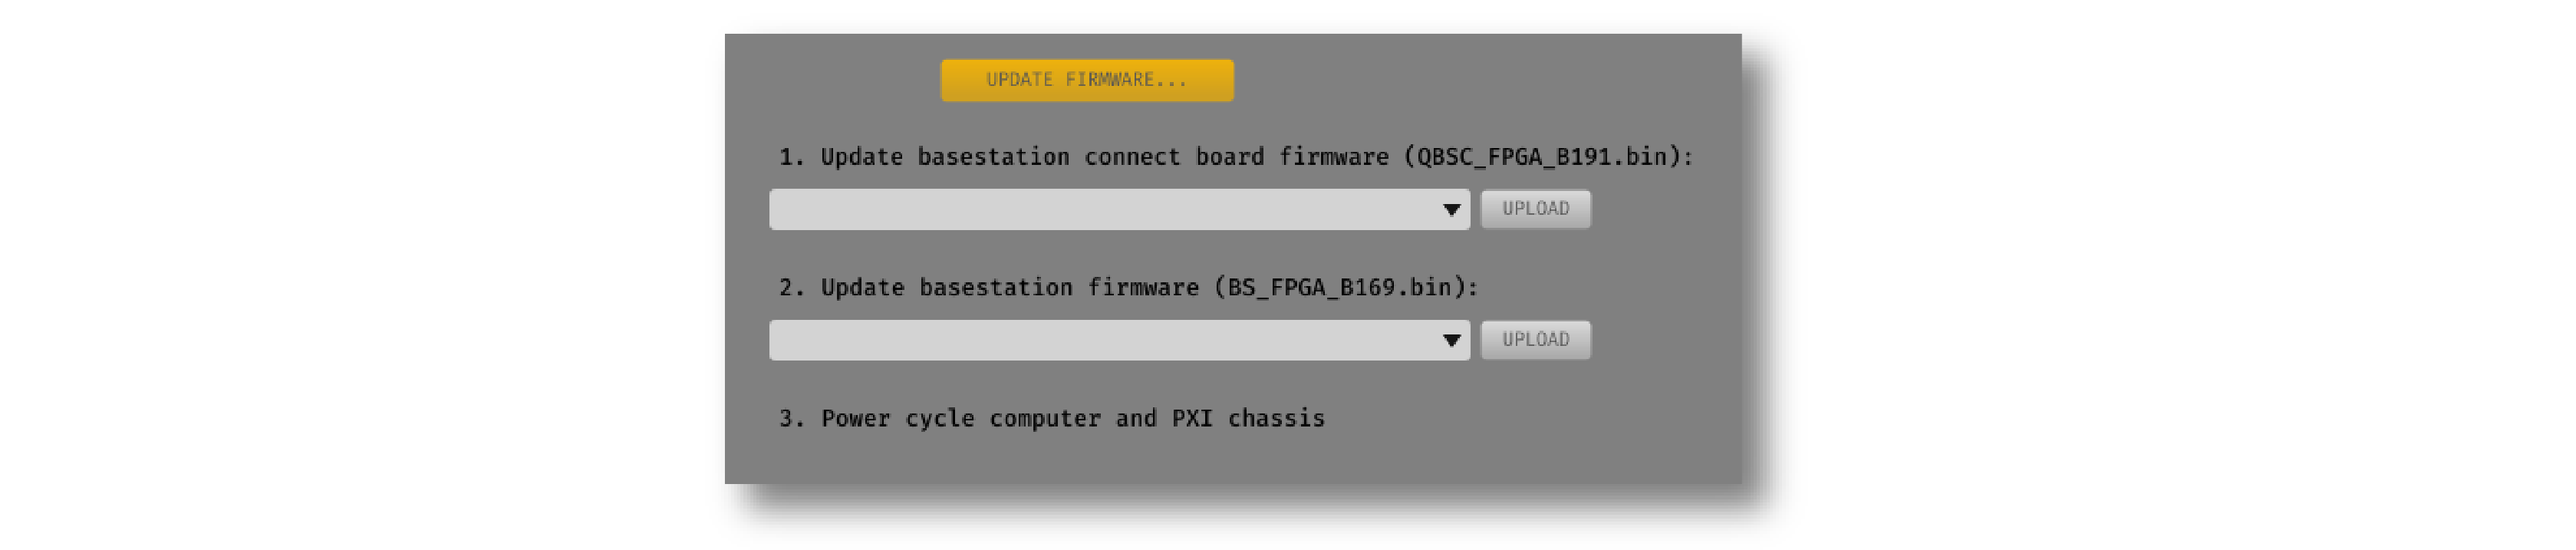 UPDATE FIRMWARE...
1. Update basestation connect board firmware (QBSC_FPGA_B191.bin):
UPLOAD
2. Update basestation firmware (BS_FPGA_B169.bin):
UPLOAD
3. Power cycle computer and PXI chassis